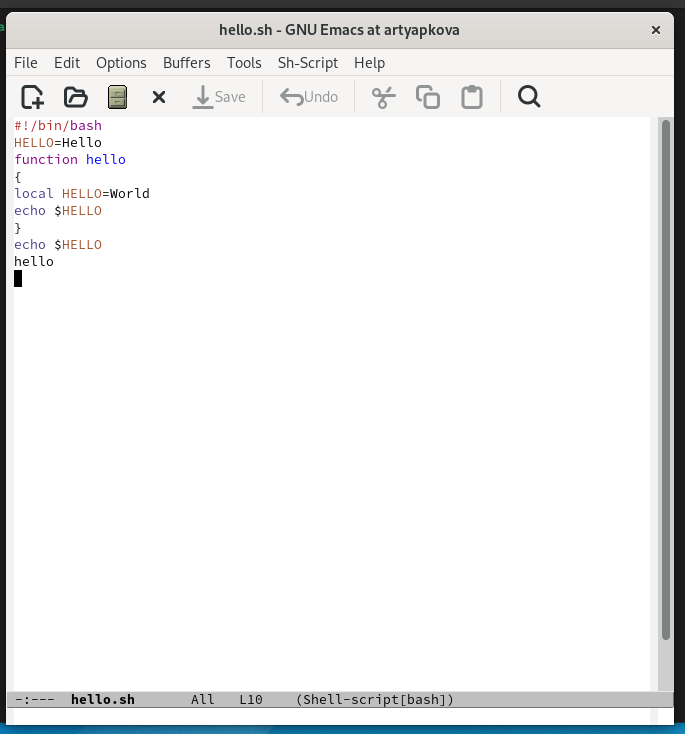 hello.sh - GNU Emacs at artyapkova
File Edit Options Buffers Tools Sh-Script Help
Save Undo
#!/bin/bash
HELLO=Hello
function hello
{
local HELLO=World
echo $HELLO
}
echo $HELLO
hello
-:--- hello.sh All L10 (Shell-script[bash])